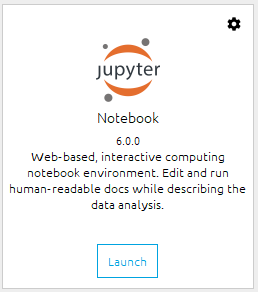 jupyter
Notebook
6.0.0
Web-based, interactive computing
notebook environment. Edit and run
human-readable docs while describing the
data analysis.
Launch